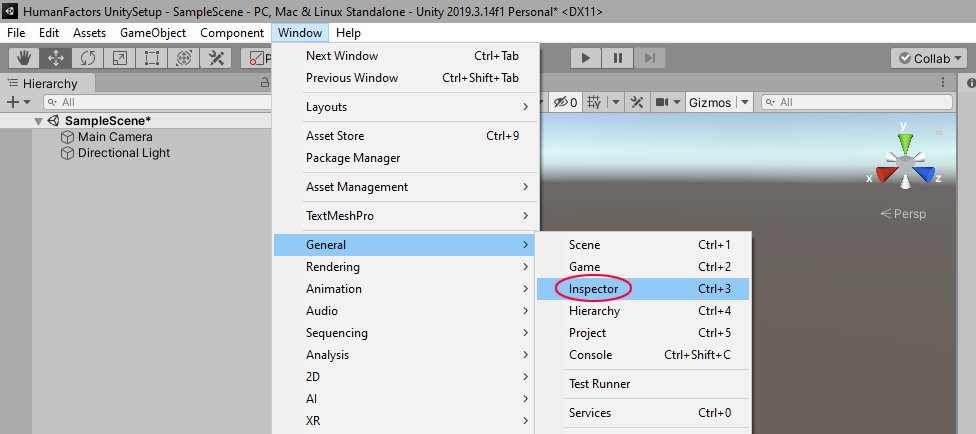 HumanFactors UnitySetup - SampleScene - PC, Mac & Linux Standalone - Unity 2019.3.14f1 Personal* <DX11>
File Edit Assets GameObject Component Window Help
Collab
Hierarchy
All
SampleScene*
Main Camera
Directional Light
Next Window Ctrl+Tab
Previous Window Ctrl+Shift+Tab
Layouts
Asset Store Ctrl+9
Package Manager
Asset Management
TextMeshPro
General
Rendering
Animation
Audio
Sequencing
Analysis
2D
AI
XR
Scene Ctrl+1
Game Ctrl+2
Inspector Ctrl+3
Hierarchy Ctrl+4
Project Ctrl+5
Console Ctrl+Shift+C
Test Runner
Services Ctrl+0
0 Gizmos All
y
x z
Persp